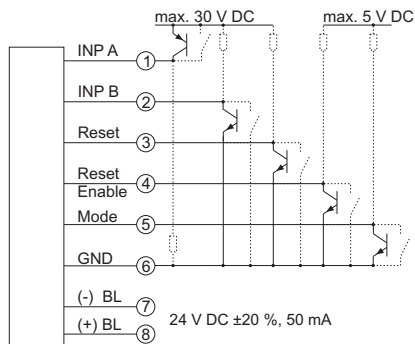 max. 30 V DC
max. 5 V DC
INP A 1
INP B 2
Reset 3
Reset
Enable 4
Mode 5
GND 6
(-) BL 7
24 V DC ±20 %, 50 mA
(+) BL 8